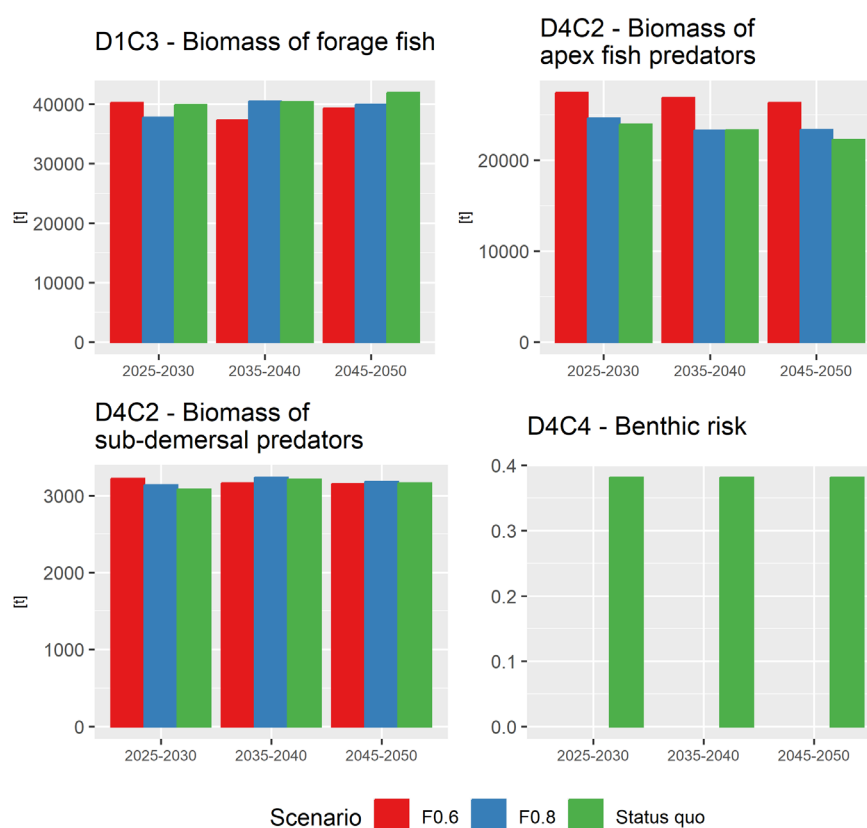 D1C3 - Biomass of forage fish
[t]
40000
30000
20000
10000
0
2025-2030
2035-2040
2045-2050
D4C2 - Biomass of
apex fish predators
[t]
20000
10000
0
2025-2030
2035-2040
2045-2050
D4C2 - Biomass of
sub-demersal predators
[t]
3000
2000
1000
0
2025-2030
2035-2040
2045-2050
D4C4 - Benthic risk
0.4
0.3
0.2
0.1
0.0
2025-2030
2035-2040
2045-2050
Scenario F0.6 F0.8 Status quo